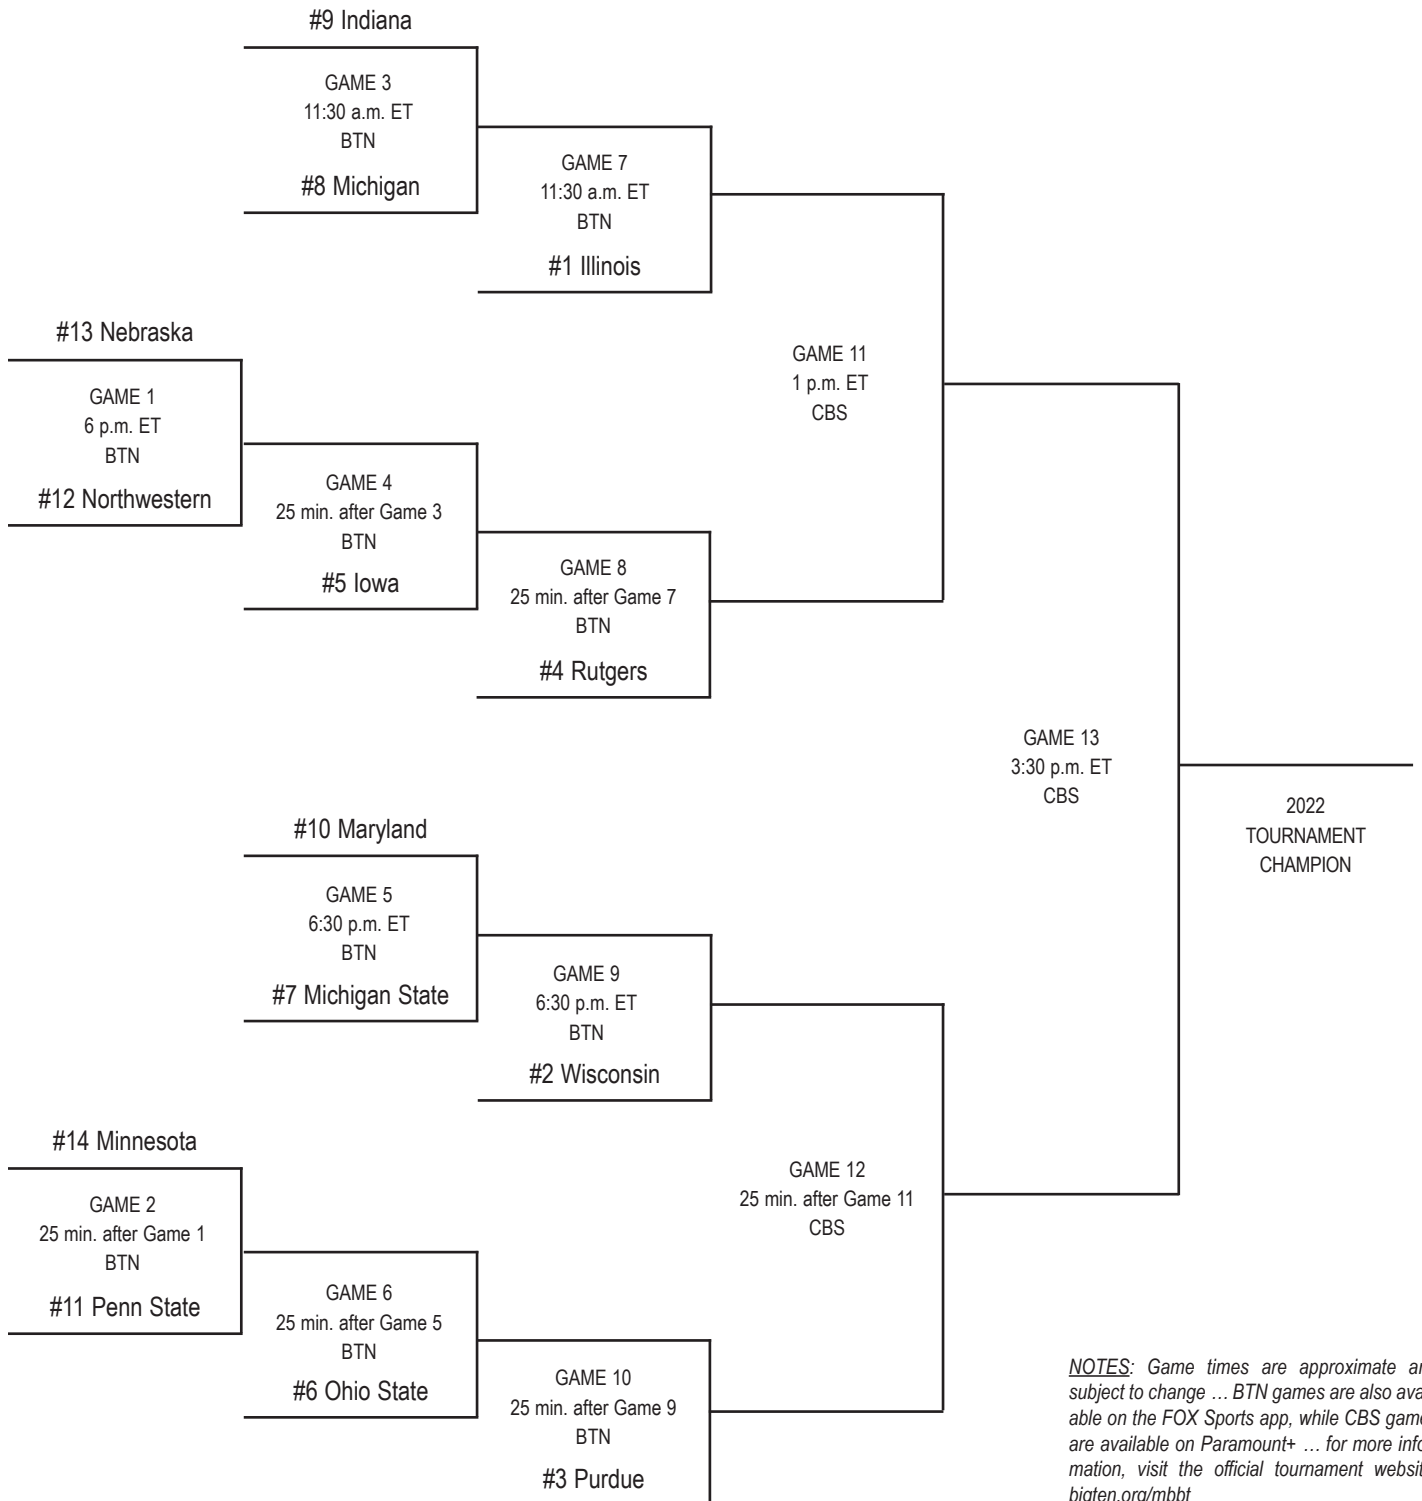 #9 Indiana
GAME 3
11:30 a.m. ET
BTN
#8 Michigan
GAME 7
11:30 a.m. ET
BTN
#1 Illinois
#13 Nebraska
GAME 1
6 p.m. ET
BTN
#12 Northwestern
GAME 4
25 min. after Game 3
BTN
#5 Iowa
GAME 8
25 min. after Game 7
BTN
#4 Rutgers
GAME 11
1 p.m. ET
CBS
GAME 13
3:30 p.m. ET
CBS
2022
TOURNAMENT
CHAMPION
#10 Maryland
GAME 5
6:30 p.m. ET
BTN
#7 Michigan State
GAME 9
6:30 p.m. ET
BTN
#2 Wisconsin
#14 Minnesota
GAME 2
25 min. after Game 1
BTN
#11 Penn State
GAME 6
25 min. after Game 5
BTN
#6 Ohio State
GAME 10
25 min. after Game 9
BTN
#3 Purdue
GAME 12
25 min. after Game 11
CBS
NOTES: Game times are approximate
subject to change … BTN games are also
able on the FOX Sports app, while CBS
are available on Paramount+ … for more
mation, visit the official tournament
bigten.org/mbbt